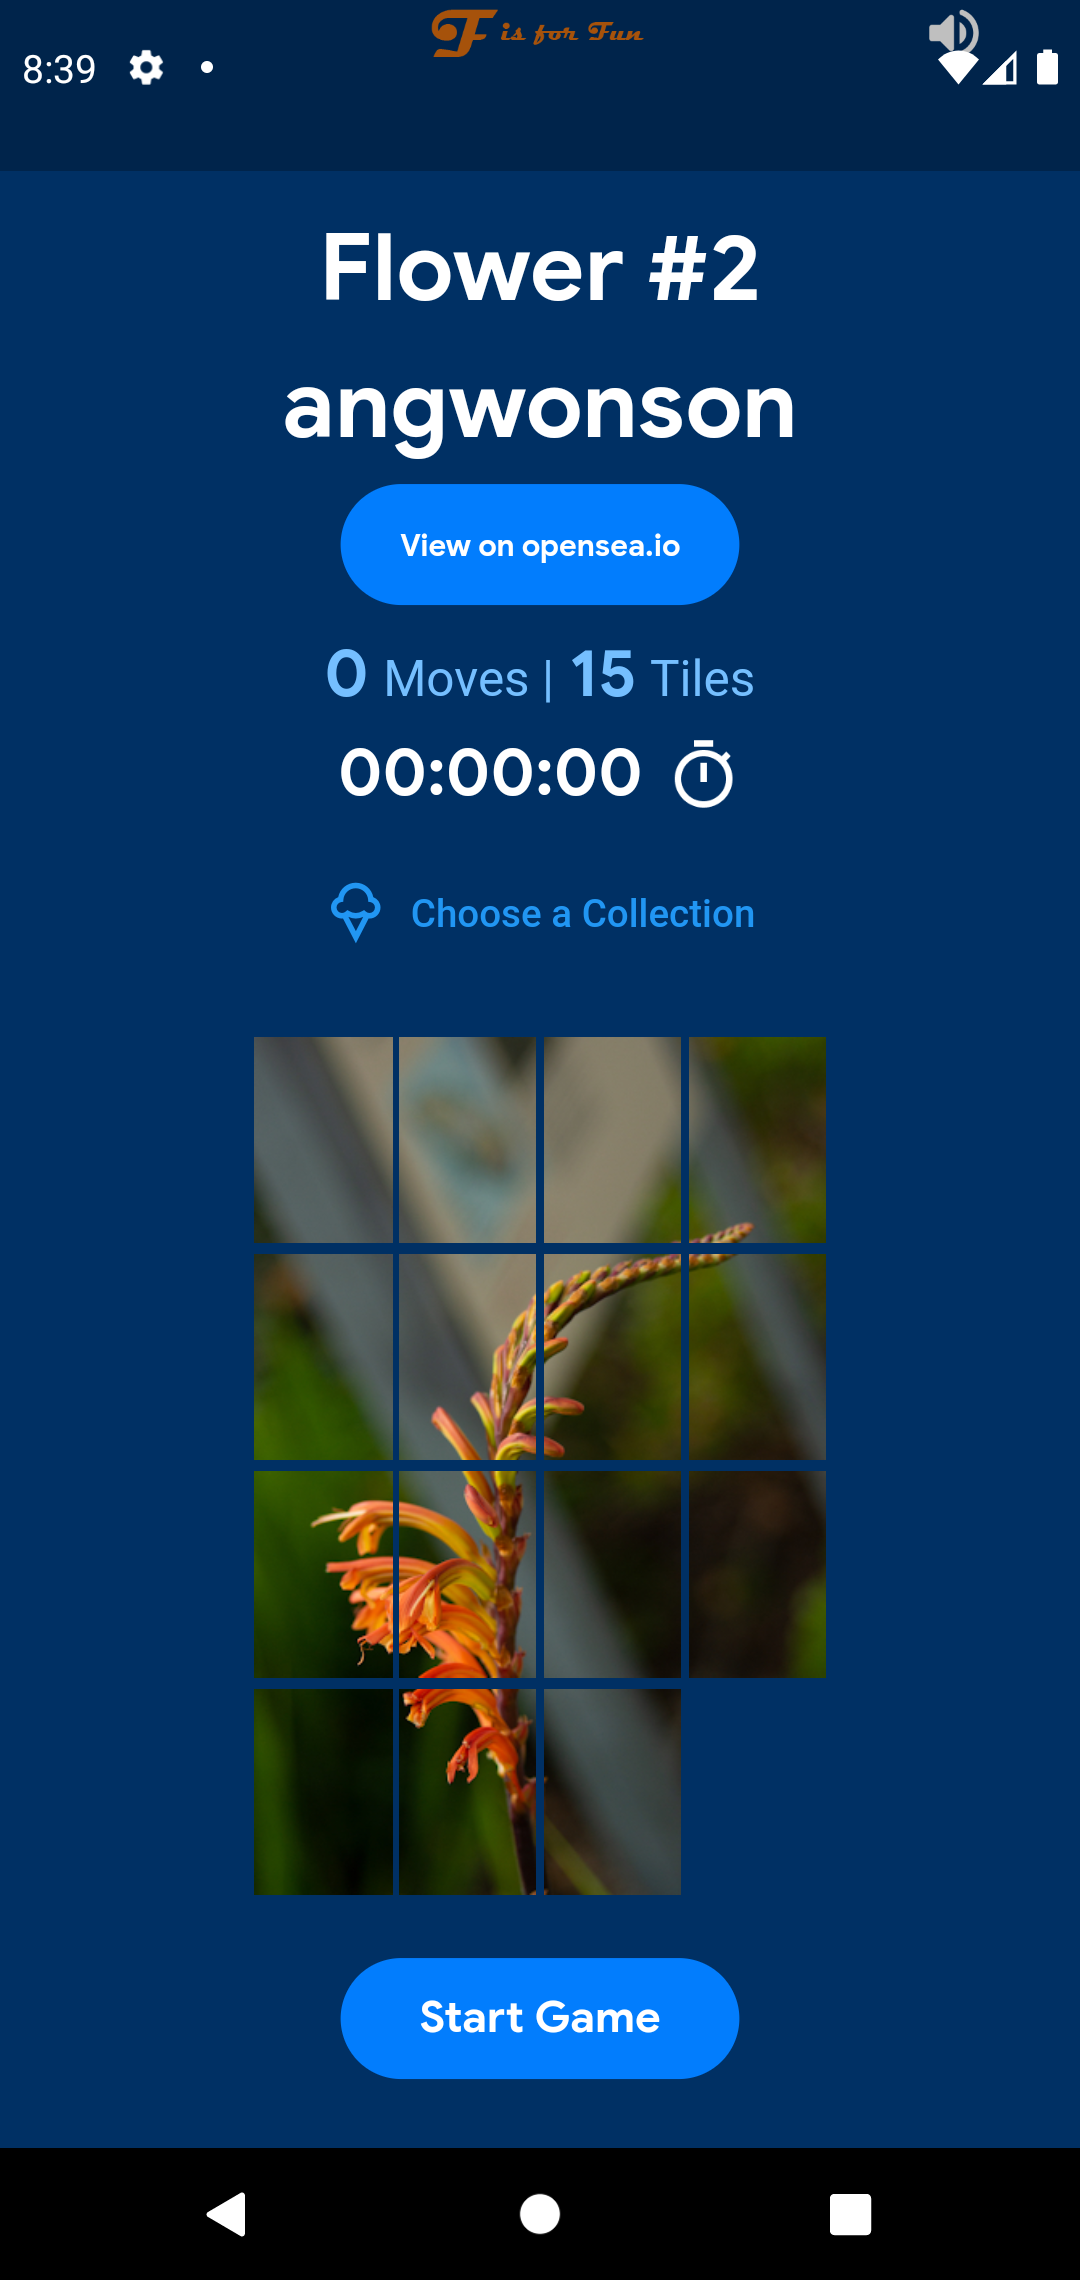 F is for Fun
8:39
Flower #2
angwonson
View on opensea.io
0 Moves | 15 Tiles
00:00:00
Choose a Collection
Start Game